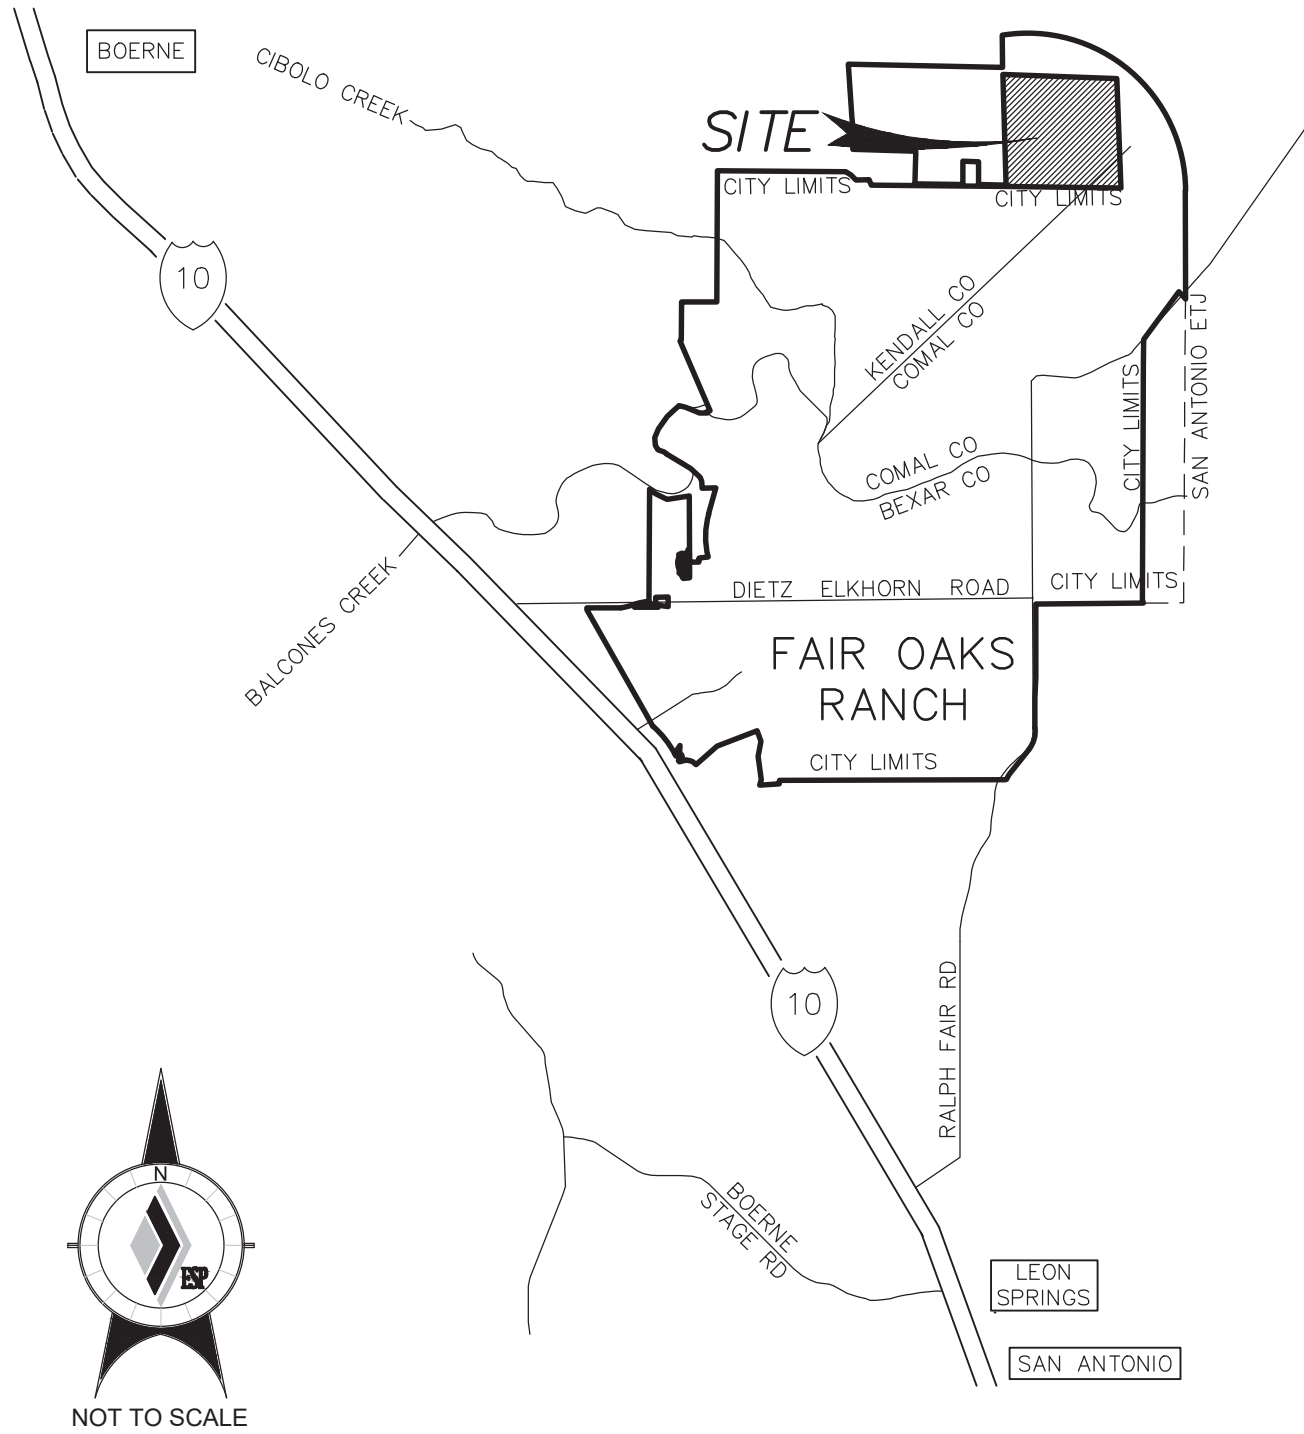 BOERNE
CIBOLO CREEK
SITE
CITY LIMITS
CITY LIMITS
10
KENDALL CO
COMAL CO
SAN ANTONIO ETJ
CITY LIMITS
COMAL CO
BEXAR CO
BALCONES CREEK
DIETZ ELKHORN ROAD
CITY LIMITS
FAIR OAKS
RANCH
CITY LIMITS
10
RALPH FAIR RD
N
ESP
BOERNE
STAGE RD
LEON
SPRINGS
SAN ANTONIO
NOT TO SCALE